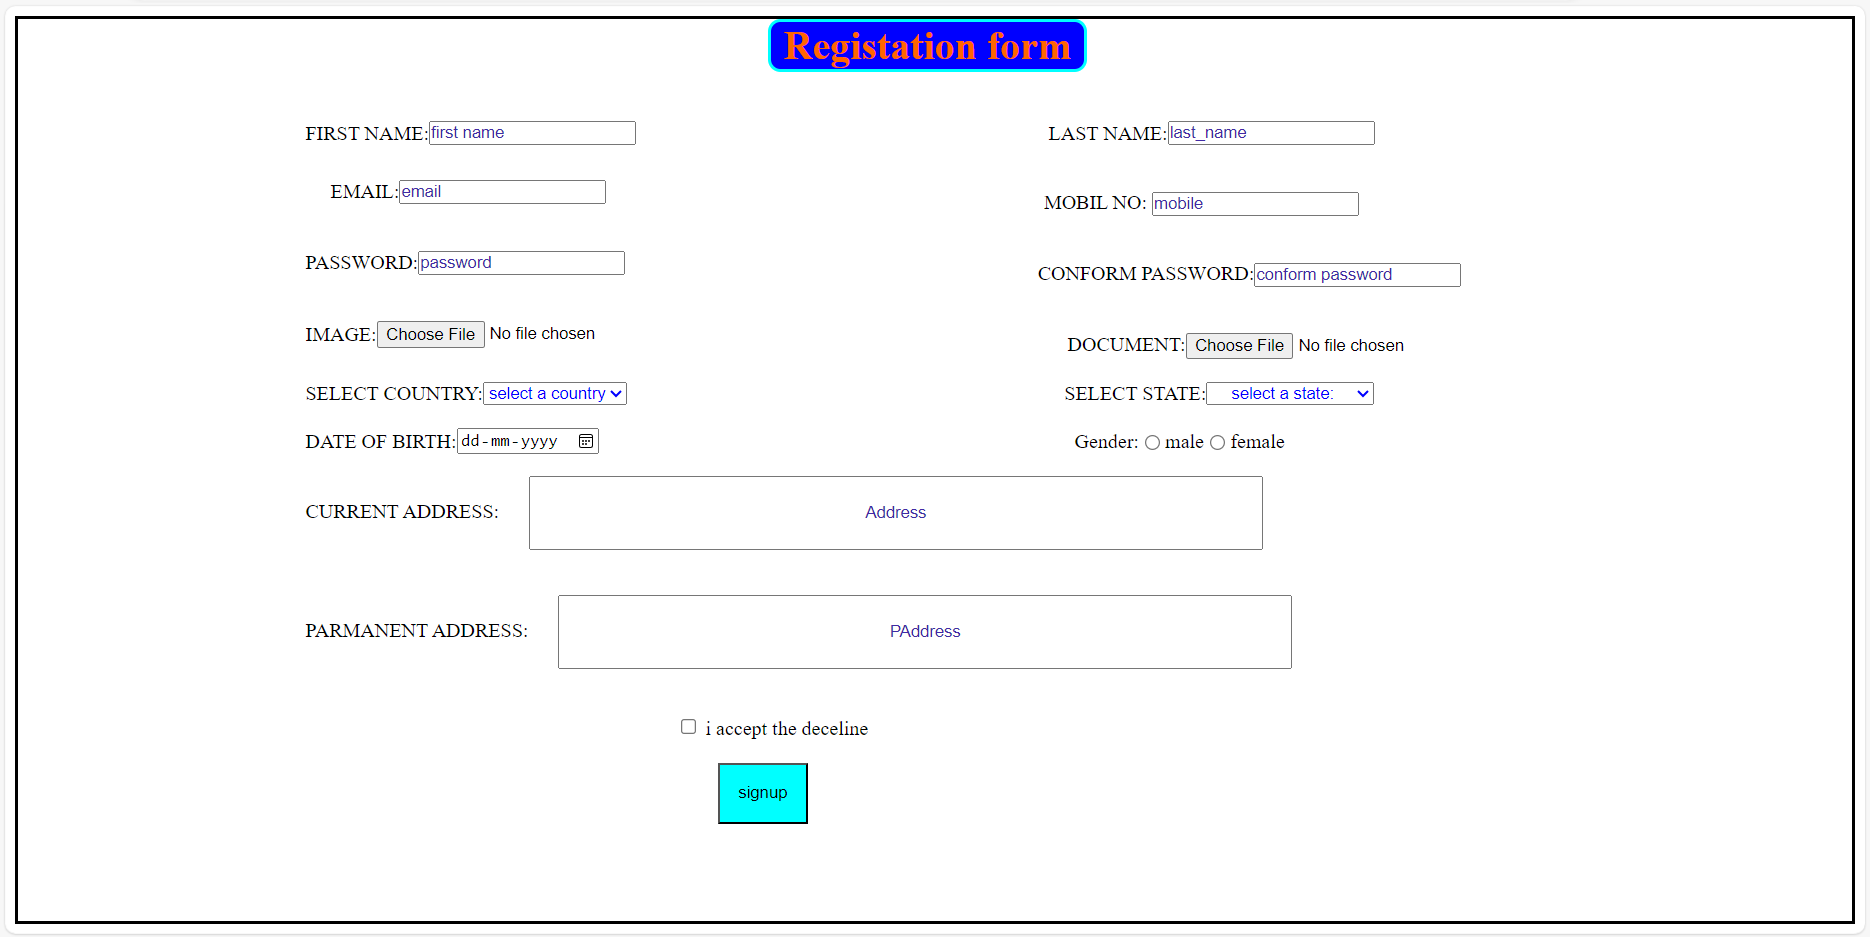 Registation form
FIRST NAME:first name LAST NAME:last_name
EMAIL:email MOBIL NO: mobile
PASSWORD:password CONFORM PASSWORD:conform password
IMAGE:Choose File No file chosen DOCUMENT:Choose File No file chosen
SELECT COUNTRY:select a country SELECT STATE:select a state:
DATE OF BIRTH:dd-mm-yyyy Gender: male female
CURRENT ADDRESS: Address
PARMANENT ADDRESS: PAddress
i accept the deceline
signup